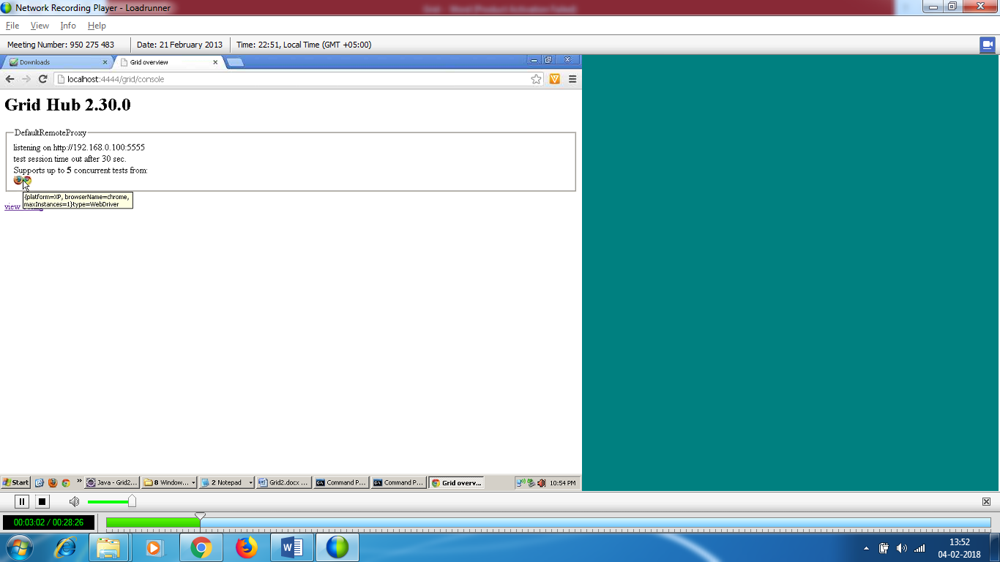 Network Recording Player - Loadrunner
File View Info Help
Meeting Number: 950 275 483 Date: 21 February 2013 Time: 22:51, Local Time (GMT +05:00)
Downloads Grid overview
localhost:4444/grid/console
Grid Hub 2.30.0
DefaultRemoteProxy
listening on http://192.168.0.100:5555
test session time out after 30 sec.
Supports up to 5 concurrent tests from:
{platform=XP, browserName=chrome,
maxInstances=1}type=WebDriver
view
Start Java - Grid2... 8 Window... 2 Notepad Grid2.docx ... Command P... Command P... Grid overv... 10:54 PM
00:03:02 / 00:28:26
13:52
04-02-2018